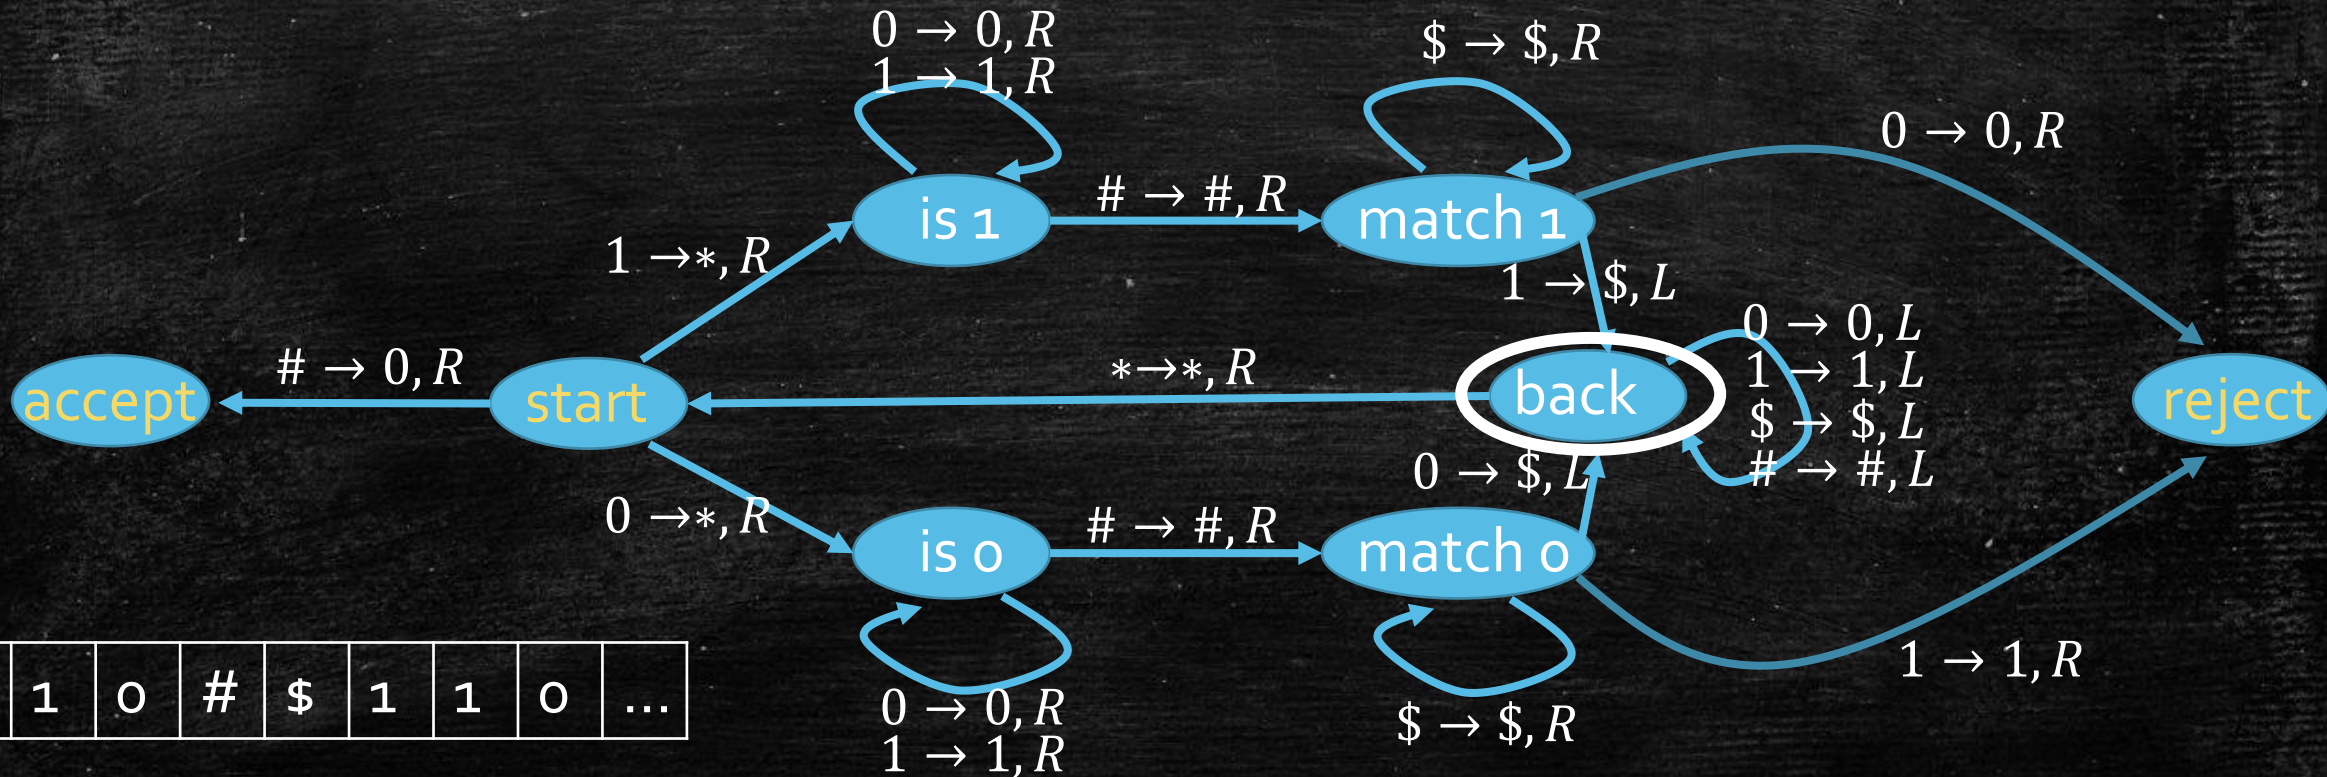 0 → 0, R
1 → 1, R
$ → $, R
0 → 0, R
is 1
# → #, R
match 1
1 →*, R
1 → $, L
0 → 0, L
1 → 1, L
$ → $, L
# → #, L
accept
# → 0, R
start
*→*, R
back
reject
0 → $, L
0 →*, R
is 0
# → #, R
match 0
0 → 0, R
1 → 1, R
$ → $, R
1 → 1, R
1 0 # $ 1 1 0 ...